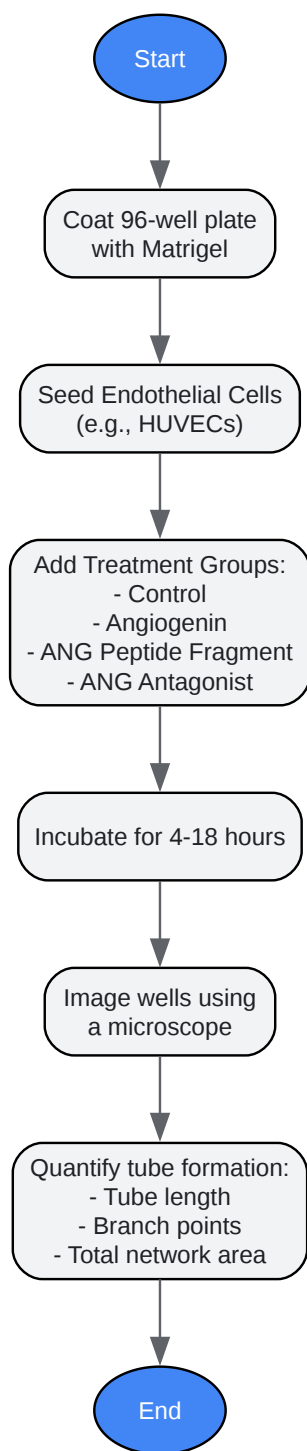 Start
Coat 96-well plate
with Matrigel
Seed Endothelial Cells
(e.g., HUVECs)
Add Treatment Groups:
- Control
- Angiogenin
- ANG Peptide Fragment
- ANG Antagonist
Incubate for 4-18 hours
Image wells using
a microscope
Quantify tube formation:
- Tube length
- Branch points
- Total network area
End